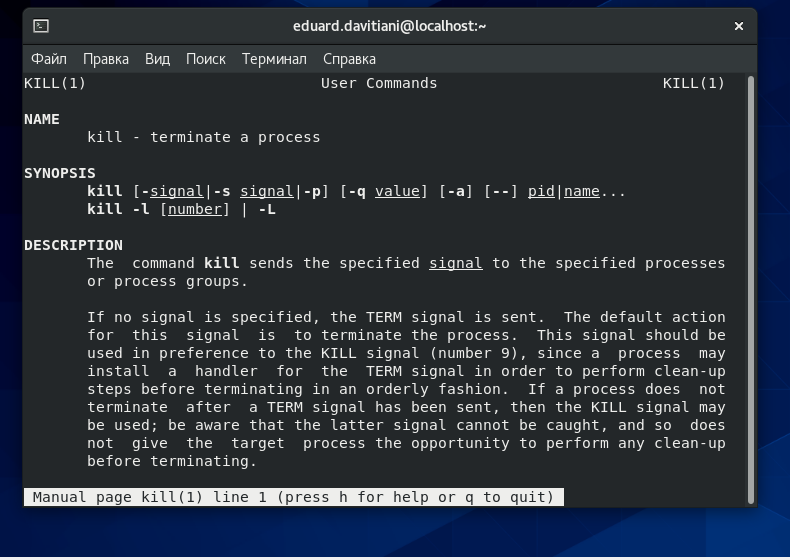 eduard.davitiani@localhost:~
Файл Правка Вид Поиск Терминал Справка
KILL(1) User Commands KILL(1)
NAME
kill - terminate a process
SYNOPSIS
kill [-signal|-s signal|-p] [-q value] [-a] [--] pid|name...
kill -l [number] | -L
DESCRIPTION
The command kill sends the specified signal to the specified processes
or process groups.
If no signal is specified, the TERM signal is sent. The default action
for this signal is to terminate the process. This signal should be
used in preference to the KILL signal (number 9), since a process may
install a handler for the TERM signal in order to perform clean-up
steps before terminating in an orderly fashion. If a process does not
terminate after a TERM signal has been sent, then the KILL signal may
be used; be aware that the latter signal cannot be caught, and so does
not give the target process the opportunity to perform any clean-up
before terminating.
Manual page kill(1) line 1 (press h for help or q to quit)